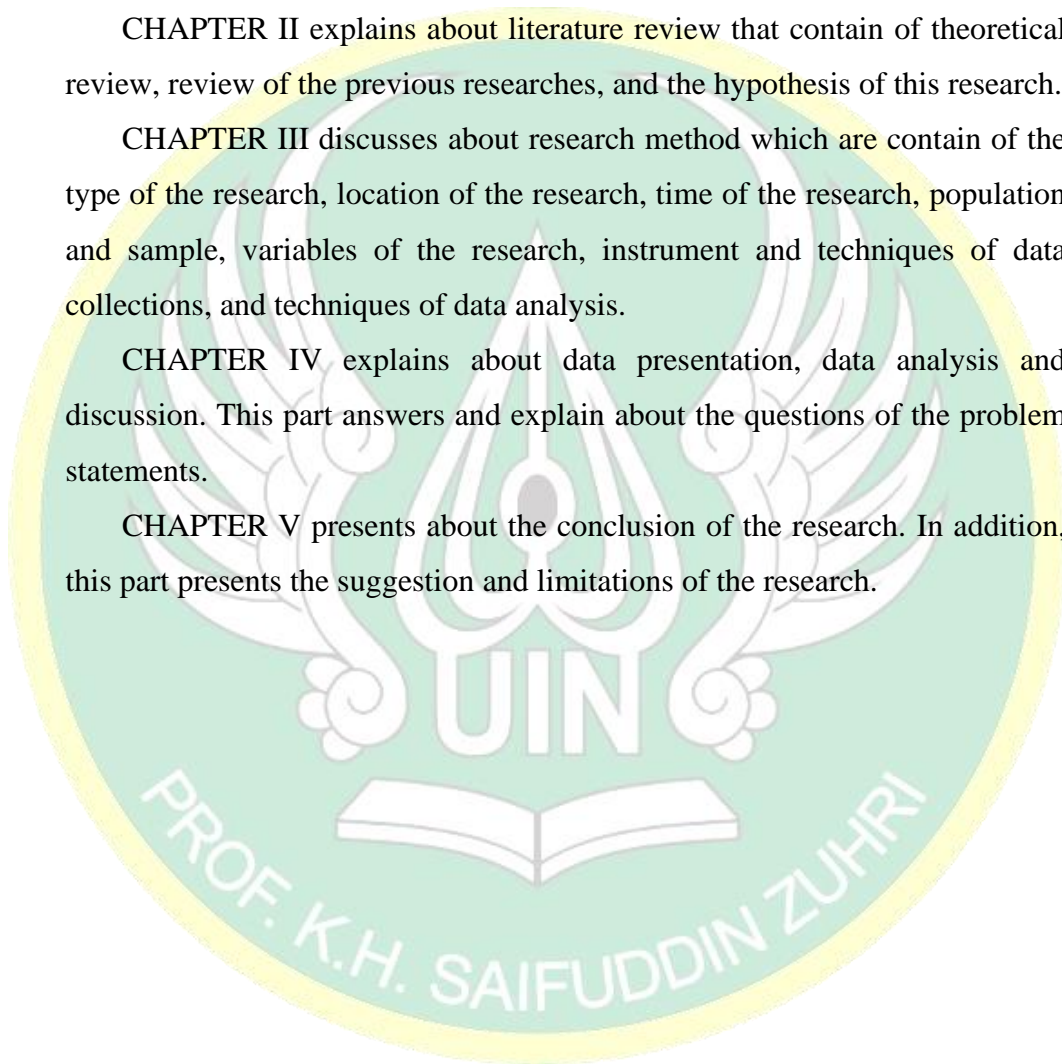 CHAPTER II explains about literature review that contain of theoretical
review, review of the previous researches, and the hypothesis of this research.
CHAPTER III discusses about research method which are contain of the
type of the research, location of the research, time of the research, population
and sample, variables of the research, instrument and techniques of data
collections, and techniques of data analysis.
CHAPTER IV explains about data presentation, data analysis and
discussion. This part answers and explain about the questions of the problem
statements.
CHAPTER V presents about the conclusion of the research. In addition,
this part presents the suggestion and limitations of the research.
UIN
PROF. K.H. SAIFUDDIN ZUHRI